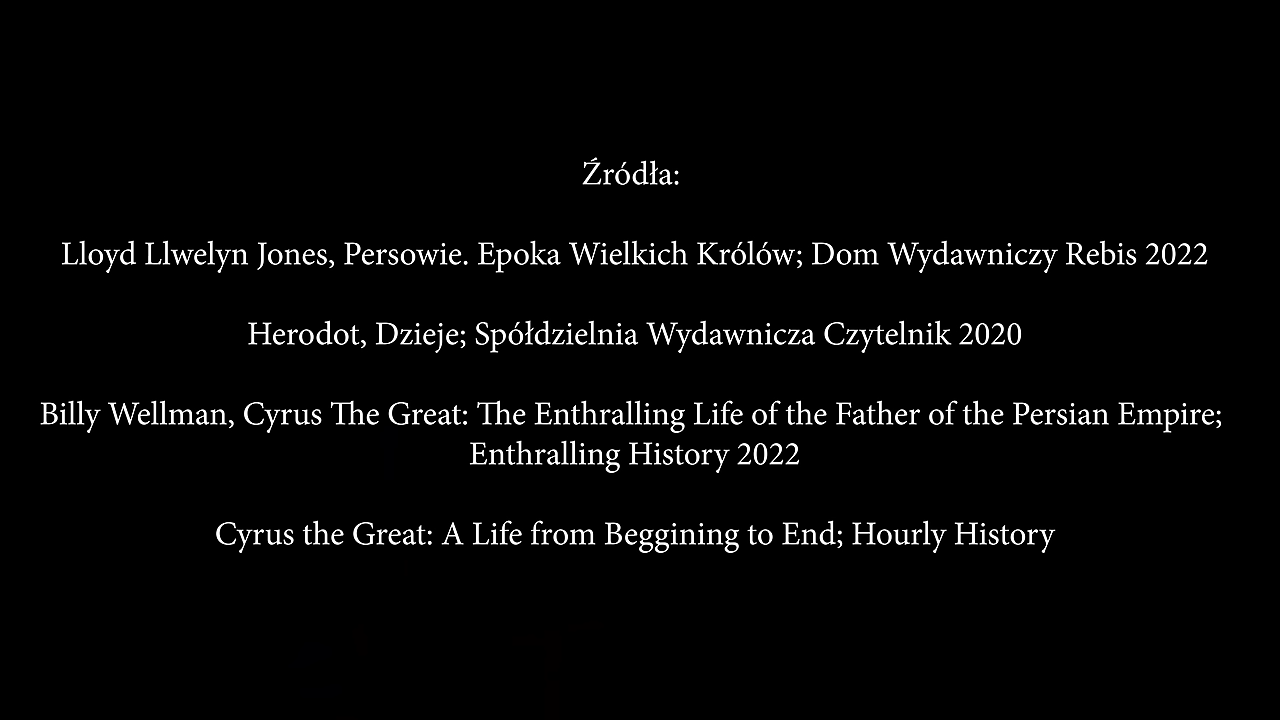 Źródła:
Lloyd Llwelyn Jones, Persowie. Epoka Wielkich Królów; Dom Wydawniczy Rebis 2022
Herodot, Dzieje; Spółdzielnia Wydawnicza Czytelnik 2020
Billy Wellman, Cyrus The Great: The Enthralling Life of the Father of the Persian Empire;
Enthralling History 2022
Cyrus the Great: A Life from Beggining to End; Hourly History